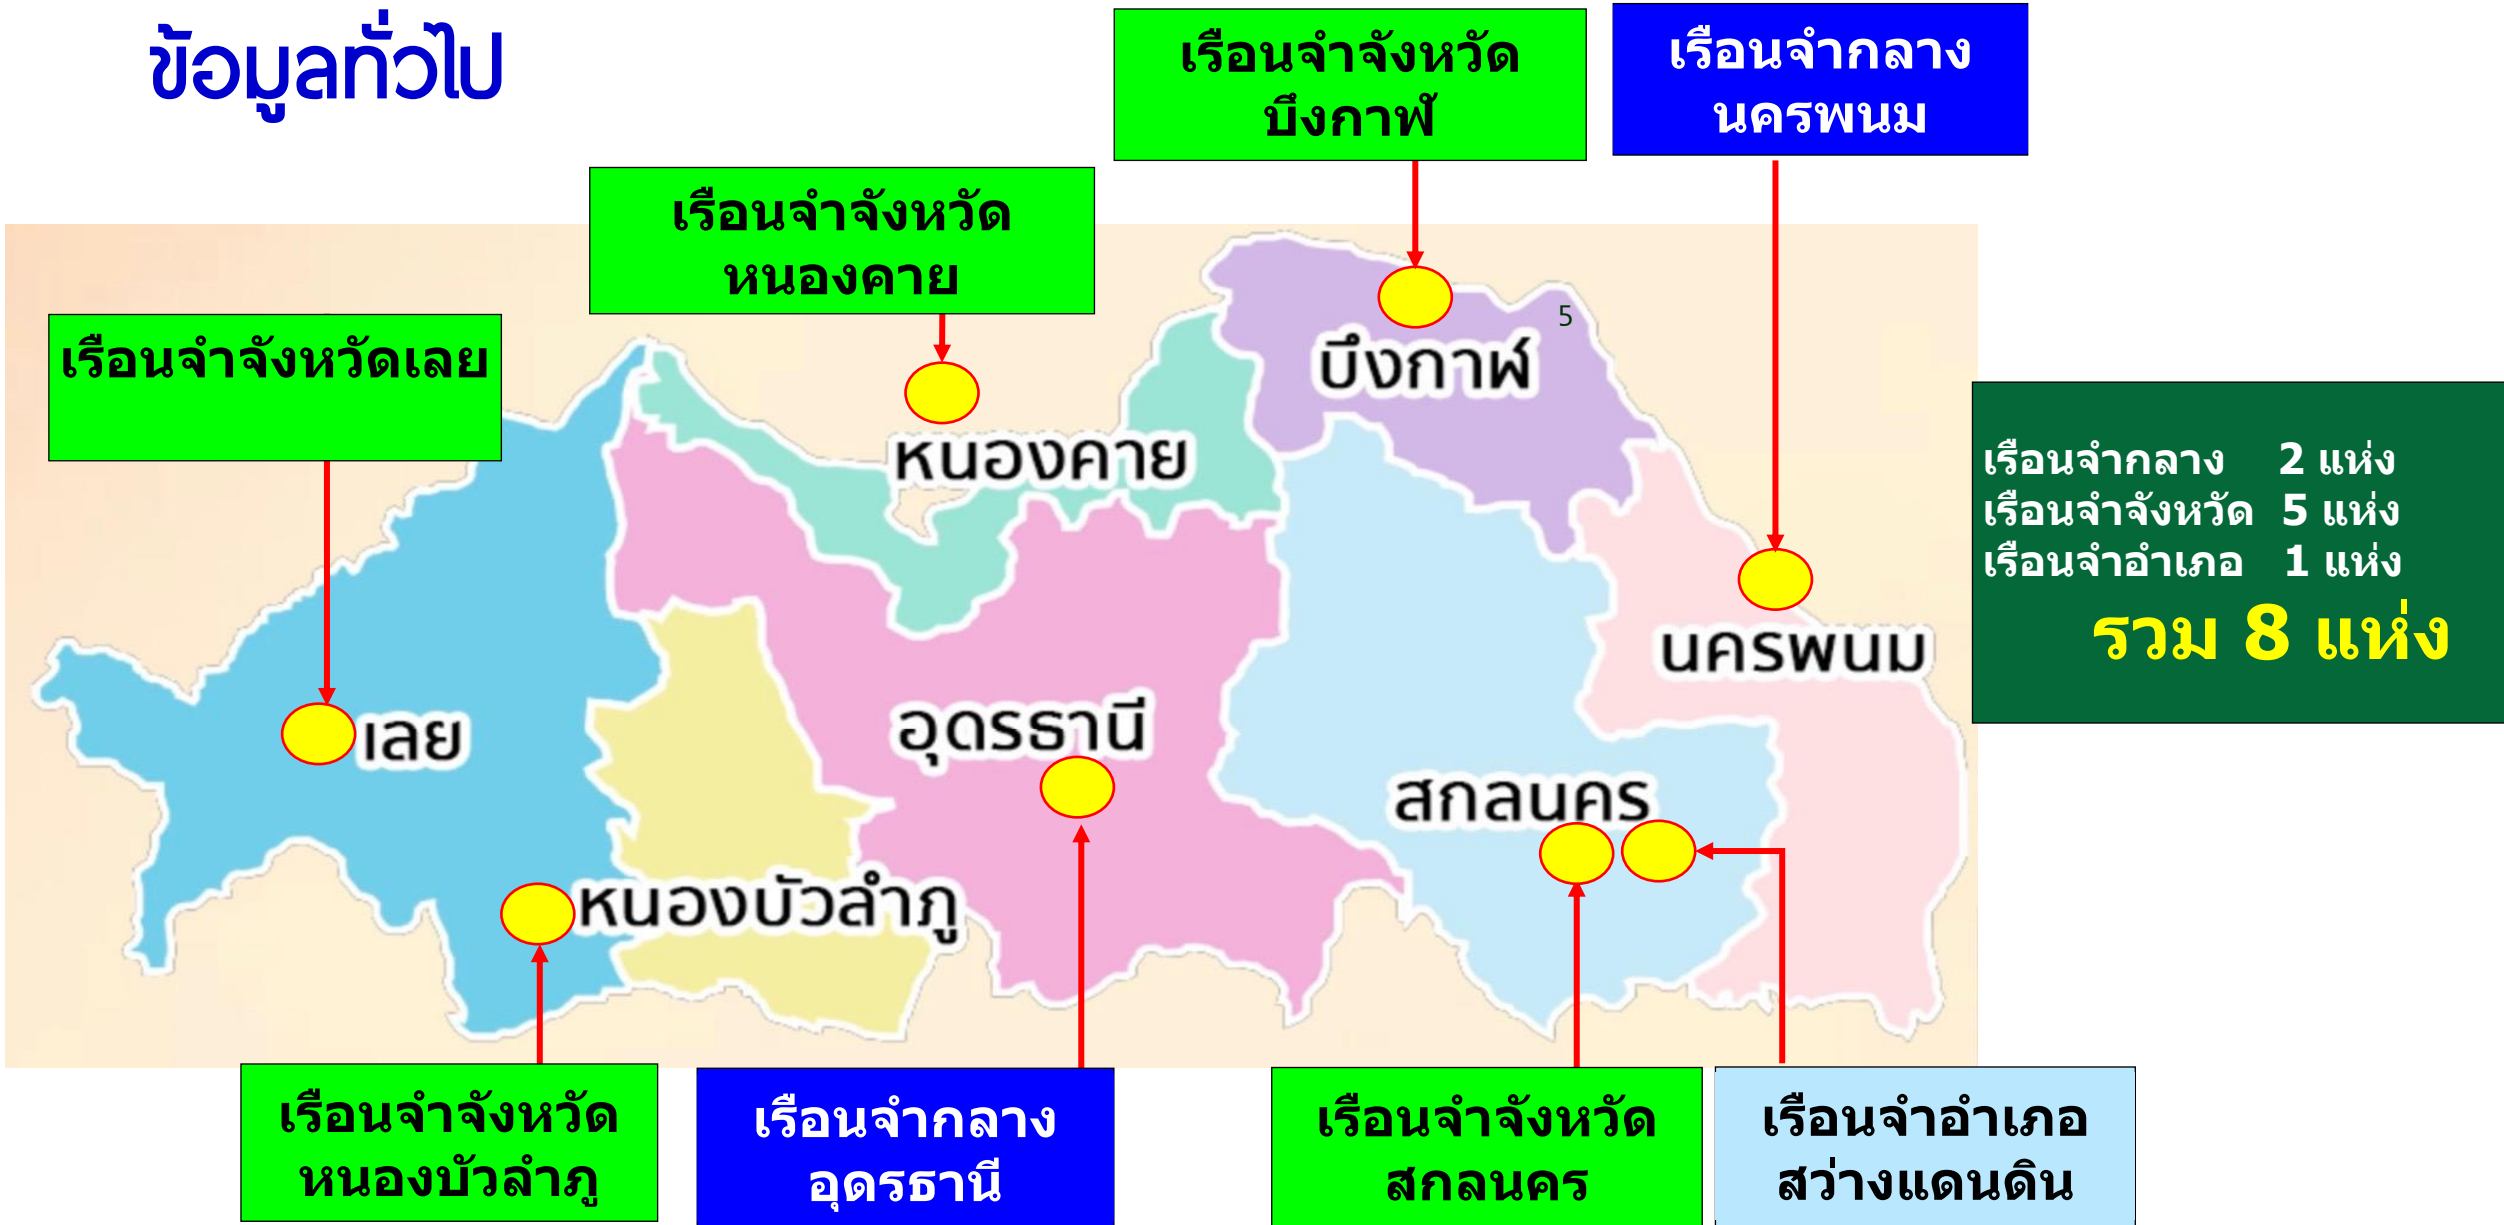 ข้อมูลทั่วไป
เรือนจำจังหวัด
บึงกาฬ
เรือนจำกลาง
นครพนม
เรือนจำจังหวัด
หนองคาย
เรือนจำจังหวัดเลย
5
บึงกาฬ
หนองคาย
เรือนจำกลาง 2 แห่ง
เรือนจำจังหวัด 5 แห่ง
เรือนจำอำเภอ 1 แห่ง
รวม 8 แห่ง
นครพนม
เลย
อุดรธานี
สกลนคร
หนองบัวลำภู
เรือนจำจังหวัด
หนองบัวลำภู
เรือนจำกลาง
อุดรธานี
เรือนจำจังหวัด
สกลนคร
เรือนจำอำเภอ
สว่างแดนดิน